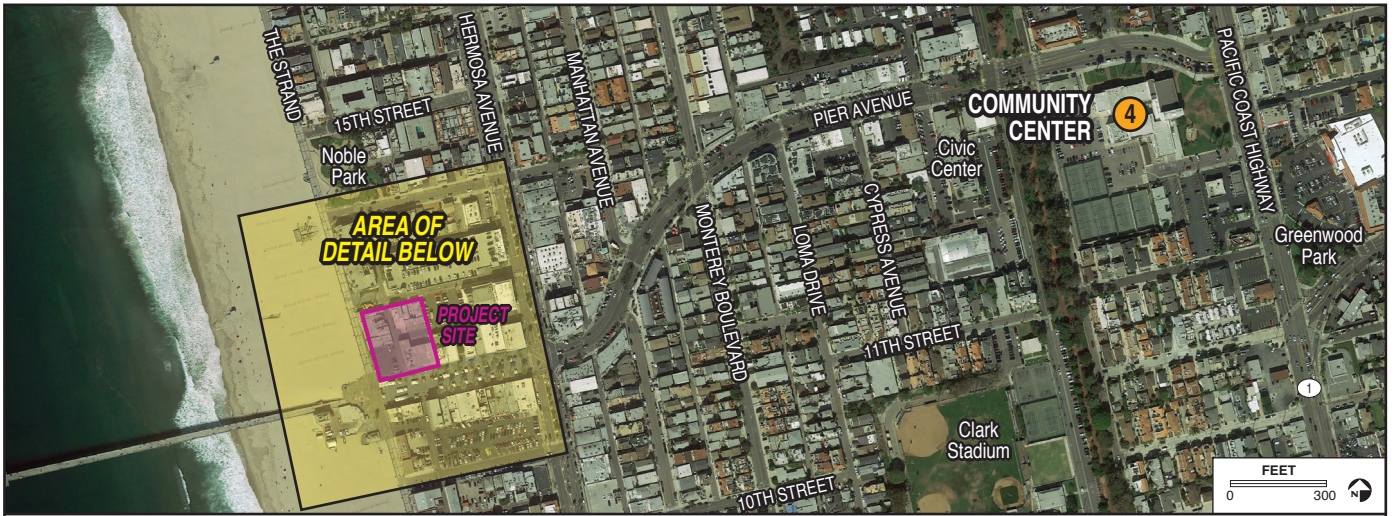 THE STRAND
HERMOSA AVENUE
MANHATTAN AVENUE
15TH STREET
Noble
Park
PIER AVENUE
COMMUNITY
CENTER
4
PACIFIC COAST HIGHWAY
Civic
Center
CYPRESS AVENUE
LOMA DRIVE
MONTEREY BOULEVARD
Greenwood
Park
AREA OF
DETAIL BELOW
PROJECT
SITE
11TH STREET
1
Clark
Stadium
10TH STREET
FEET
0 300
N